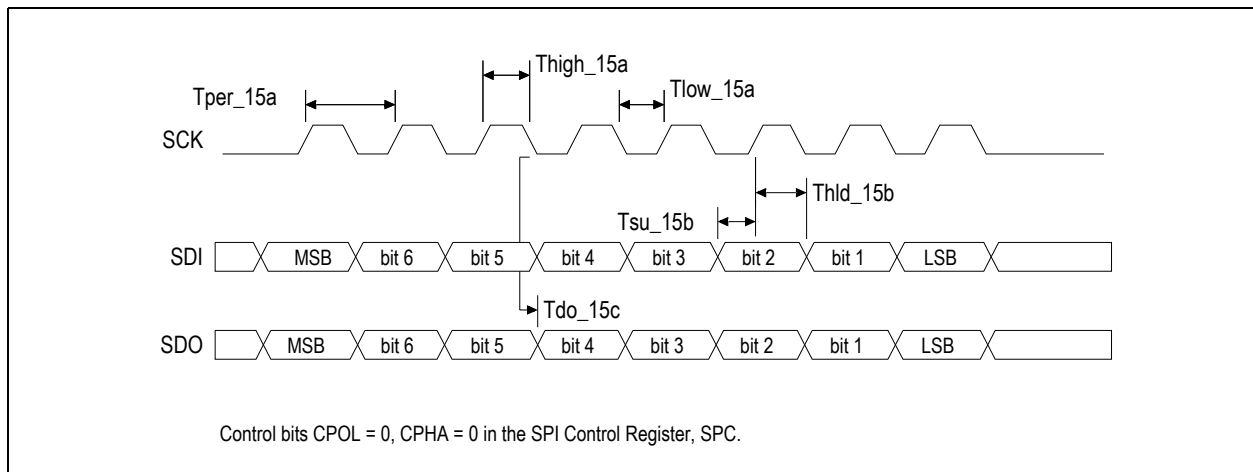 Thigh_15a
Tper_15a
Tlow_15a
SCK
Thld_15b
Tsu_15b
SDI MSB bit 6 bit 5 bit 4 bit 3 bit 2 bit 1 LSB
Tdo_15c
SDO MSB bit 6 bit 5 bit 4 bit 3 bit 2 bit 1 LSB
Control bits CPOL = 0, CPHA = 0 in the SPI Control Register, SPC.